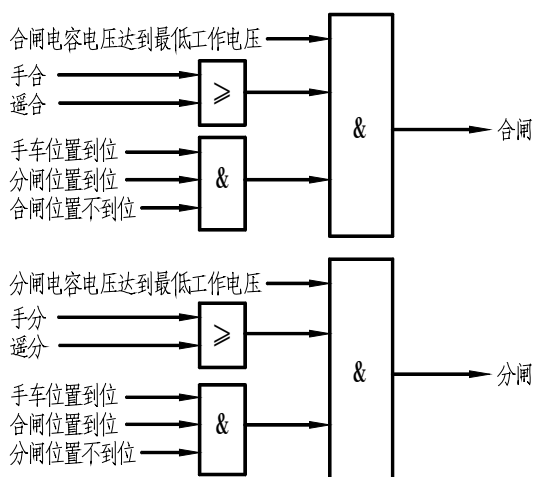 合闸电容电压达到最低工作电压
手合
遥合
≥
手车位置到位
分闸位置到位
合闸位置不到位
&
&
合闸
分闸电容电压达到最低工作电压
手分
遥分
≥
手车位置到位
合闸位置到位
分闸位置不到位
&
&
分闸